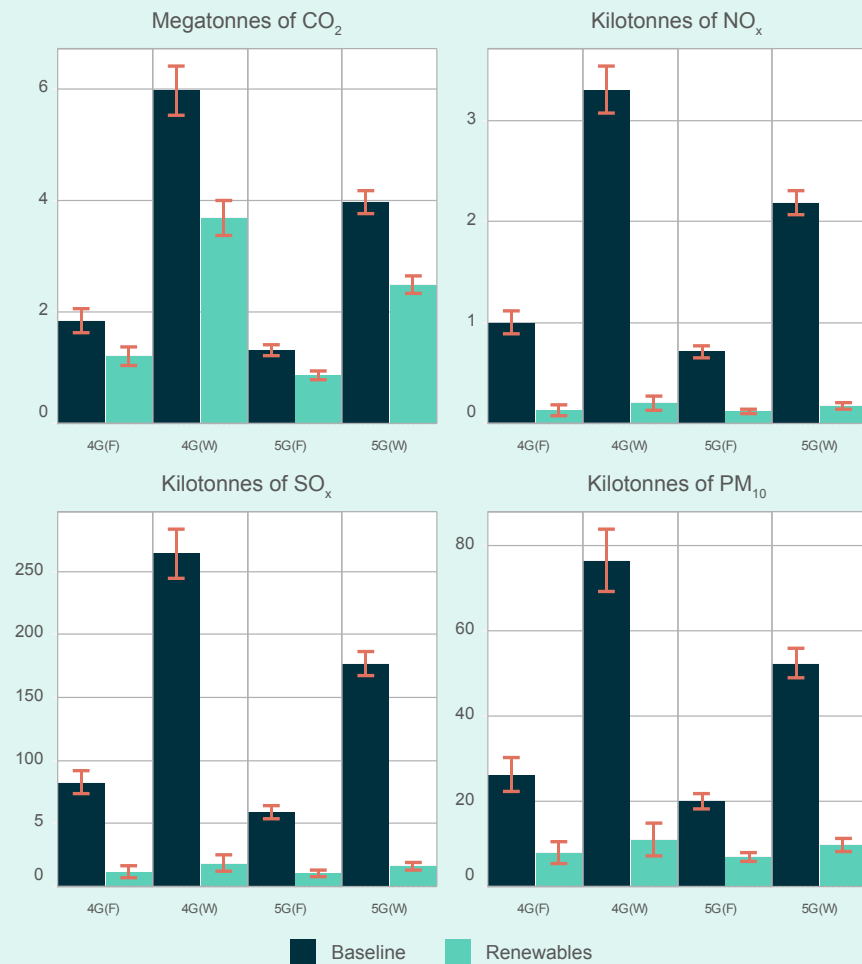 Megatonnes of CO₂
6
4
2
0
4G(F) 4G(W) 5G(F) 5G(W)
Kilotonnes of NOₓ
3
2
1
0
4G(F) 4G(W) 5G(F) 5G(W)
Kilotonnes of SOₓ
250
200
150
100
5
0
4G(F) 4G(W) 5G(F) 5G(W)
Kilotonnes of PM₁₀
80
60
40
20
0
4G(F) 4G(W) 5G(F) 5G(W)
Baseline Renewables